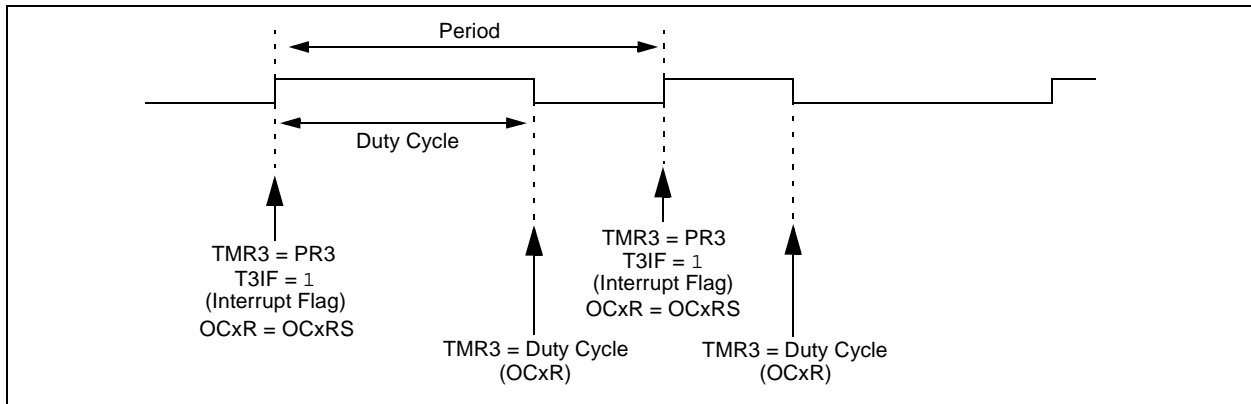 Period
Duty Cycle
TMR3 = PR3
T3IF = 1
(Interrupt Flag)
OCxR = OCxRS
TMR3 = Duty Cycle
(OCxR)
TMR3 = PR3
T3IF = 1
(Interrupt Flag)
OCxR = OCxRS
TMR3 = Duty Cycle
(OCxR)